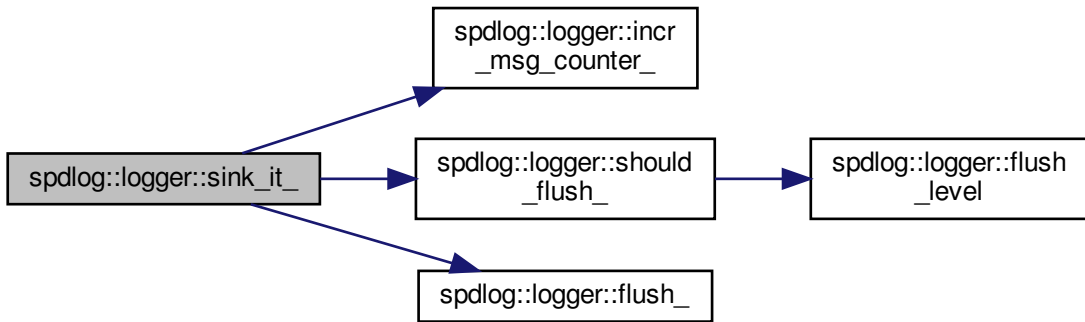 spdlog::logger::incr
_msg_counter_
spdlog::logger::sink_it_
spdlog::logger::should
_flush_
spdlog::logger::flush
_level
spdlog::logger::flush_